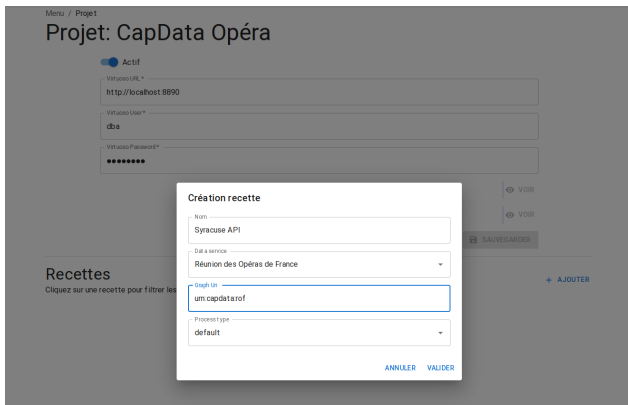 Menu / Projet
Projet: CapData Opéra
Actif
Virtuoso URL *
http://localhost:8890
Virtuoso User *
dba
Virtuoso Password *
●●●●●●●●
VOIR
VOIR
SAUVEGARDER
Recettes
Cliquez sur une recette pour filtrer les
+ AJOUTER
Création recette
Nom
Syracuse API
Data service
Réunion des Opéras de France
Graph Uri
urn:capdata:rof
Process type
default
ANNULER VALIDER